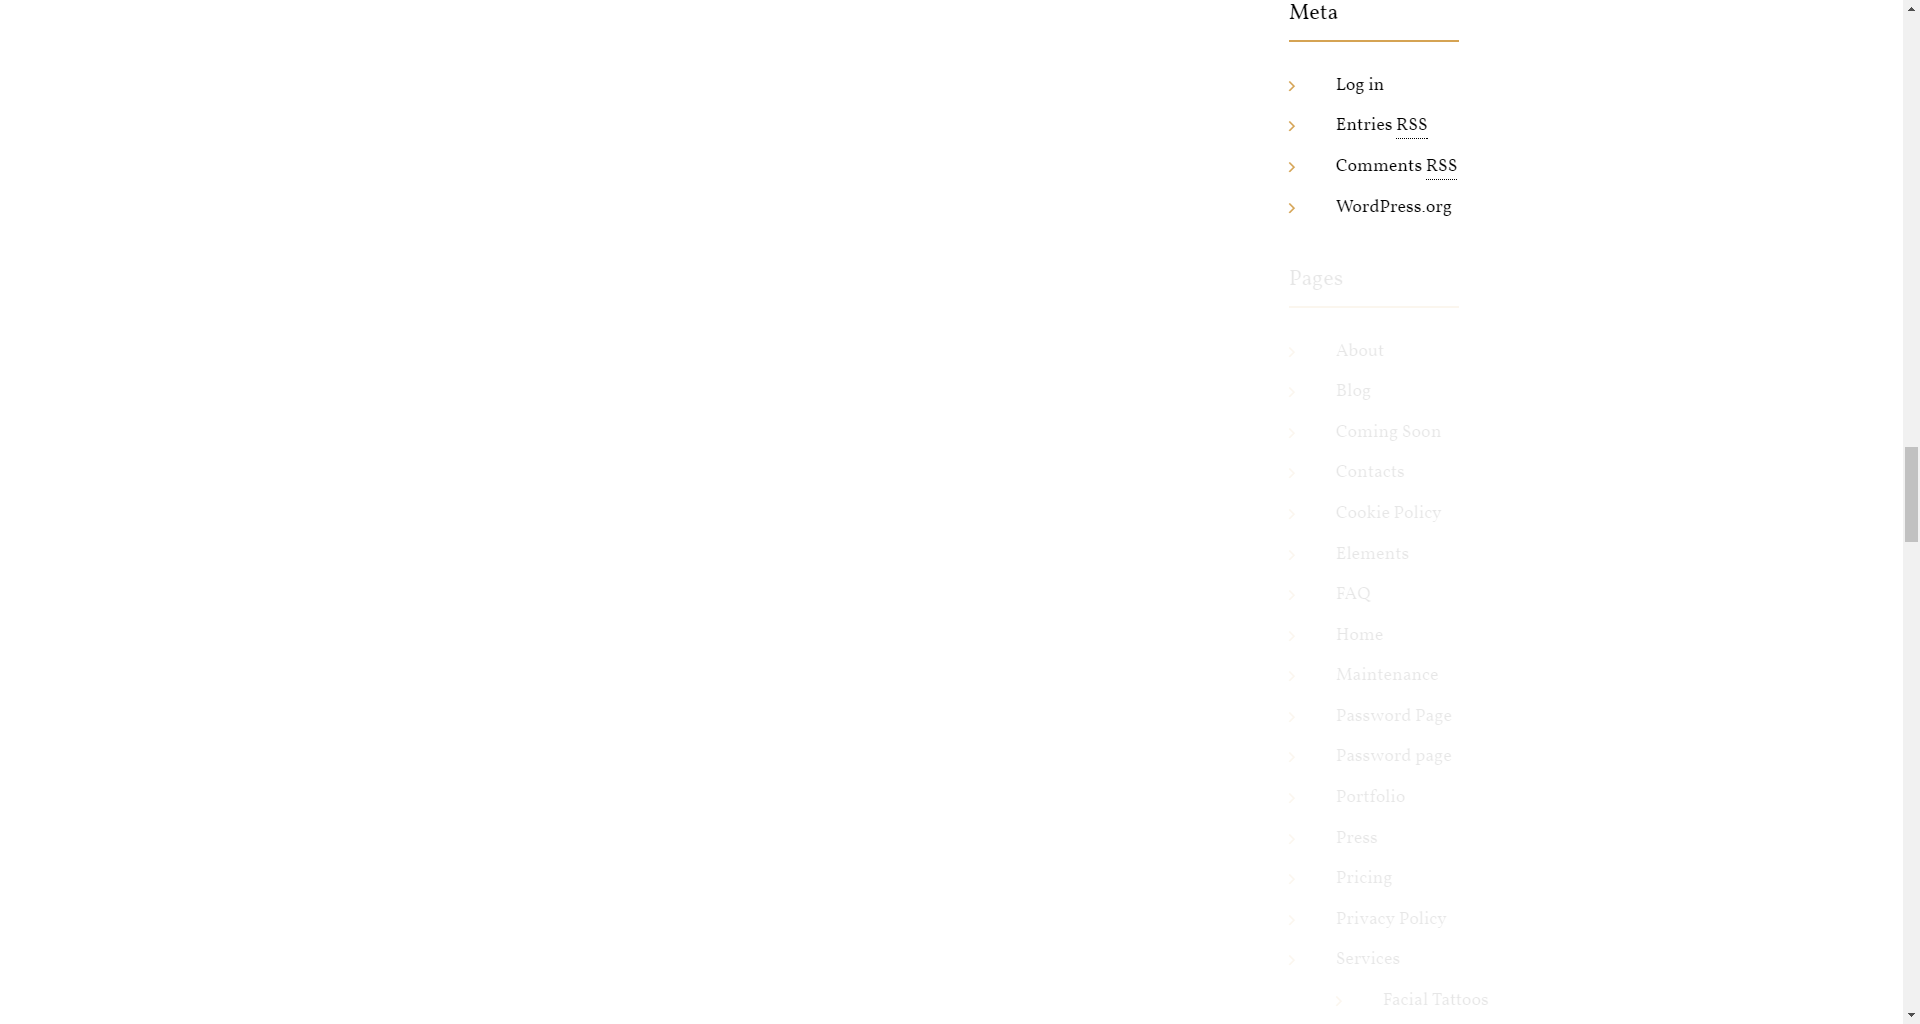 Meta
Log in
Entries RSS
Comments RSS
WordPress.org
Pages
About
Blog
Coming Soon
Contacts
Cookie Policy
Elements
FAQ
Home
Maintenance
Password Page
Password page
Portfolio
Press
Pricing
Privacy Policy
Services
Facial Tattoos